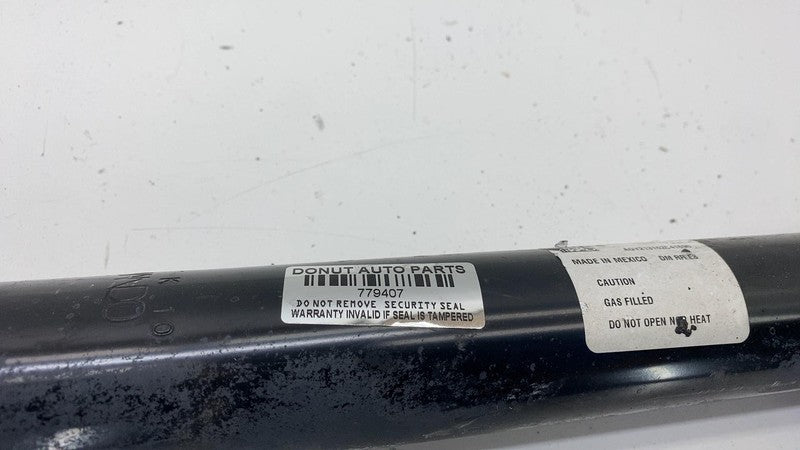 DONUT AUTO PARTS
779407
DO NOT REMOVE SECURITY SEAL
WARRANTY INVALID IF SEAL IS TAMPERED
MADE IN MEXICO DM
CAUTION
GAS FILLED
DO NOT OPEN HEAT